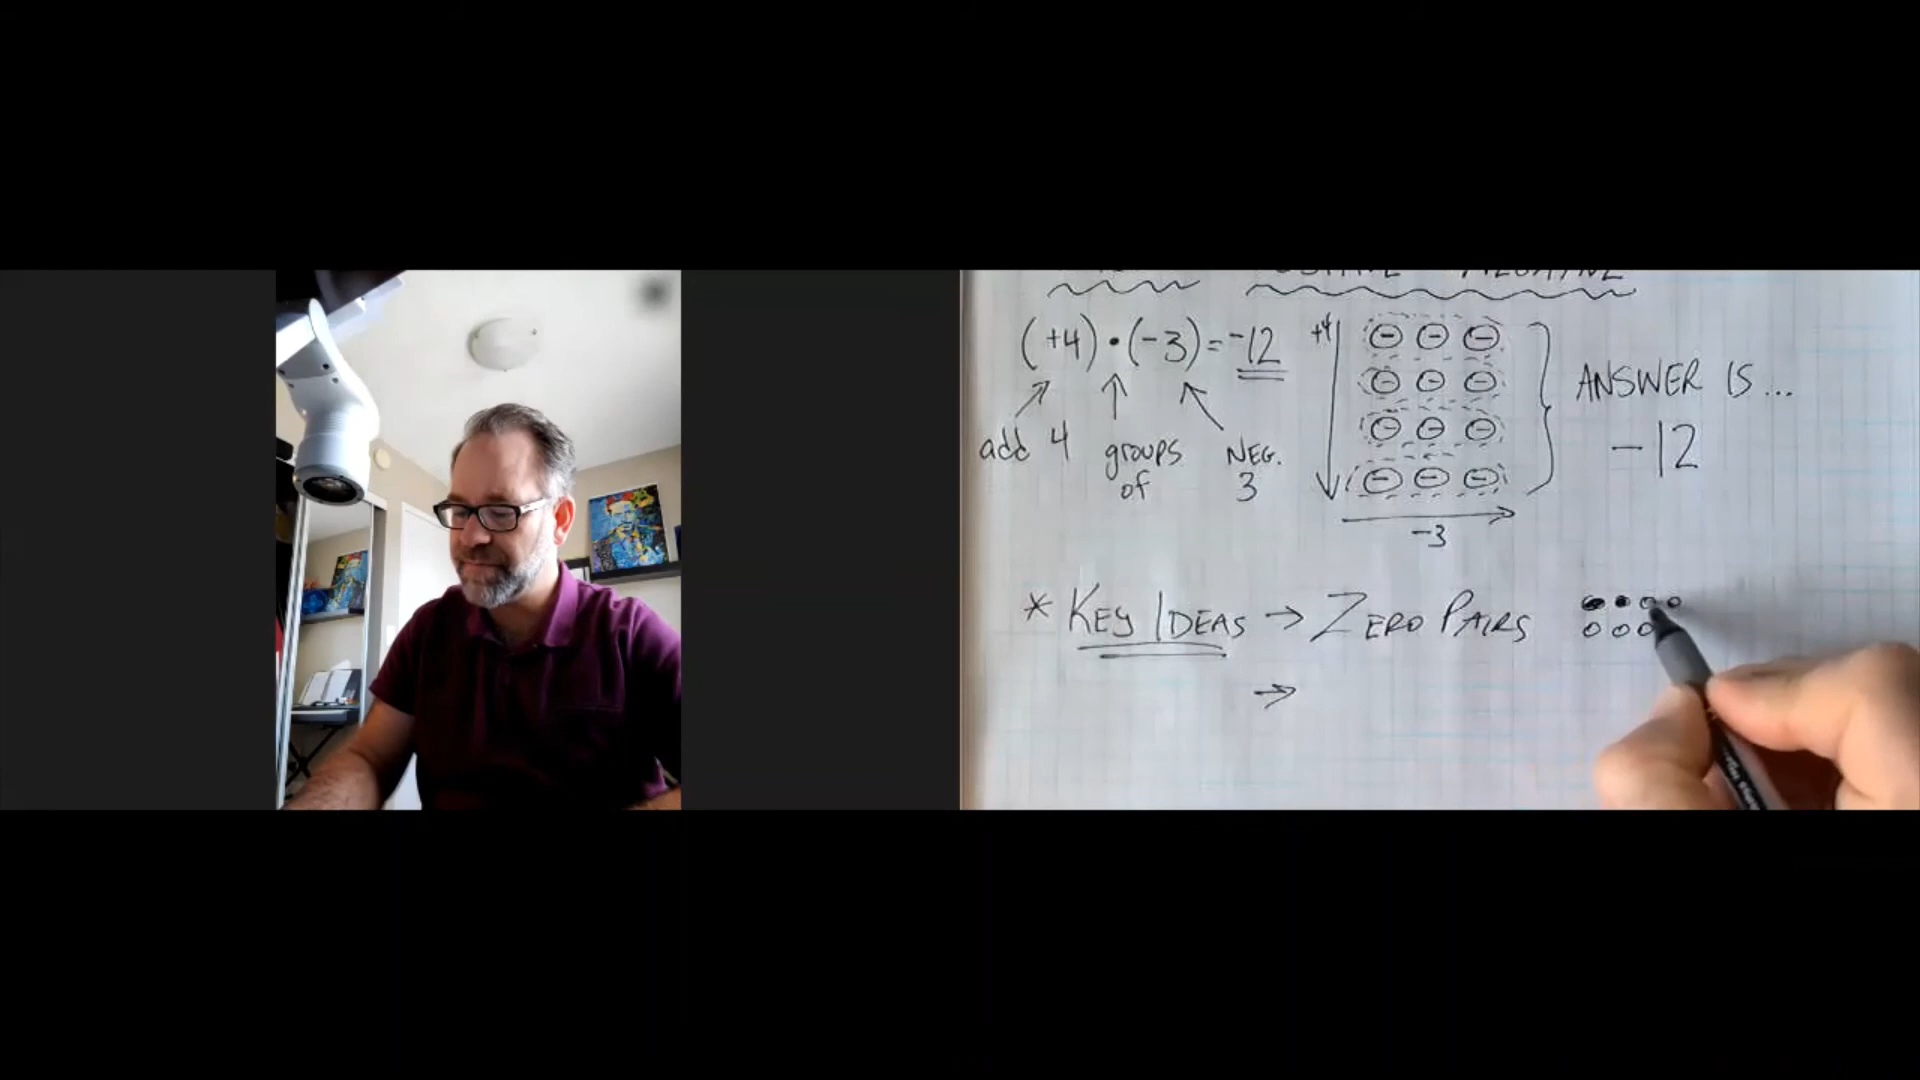 (+4) • (-3) = -12
add 4 groups of NEG. 3
+4
⊖ ⊖ ⊖
⊖ ⊖ ⊖
⊖ ⊖ ⊖
⊖ ⊖ ⊖
-3
ANSWER IS...
-12
* KEY IDEAS → ZERO PAIRS
→